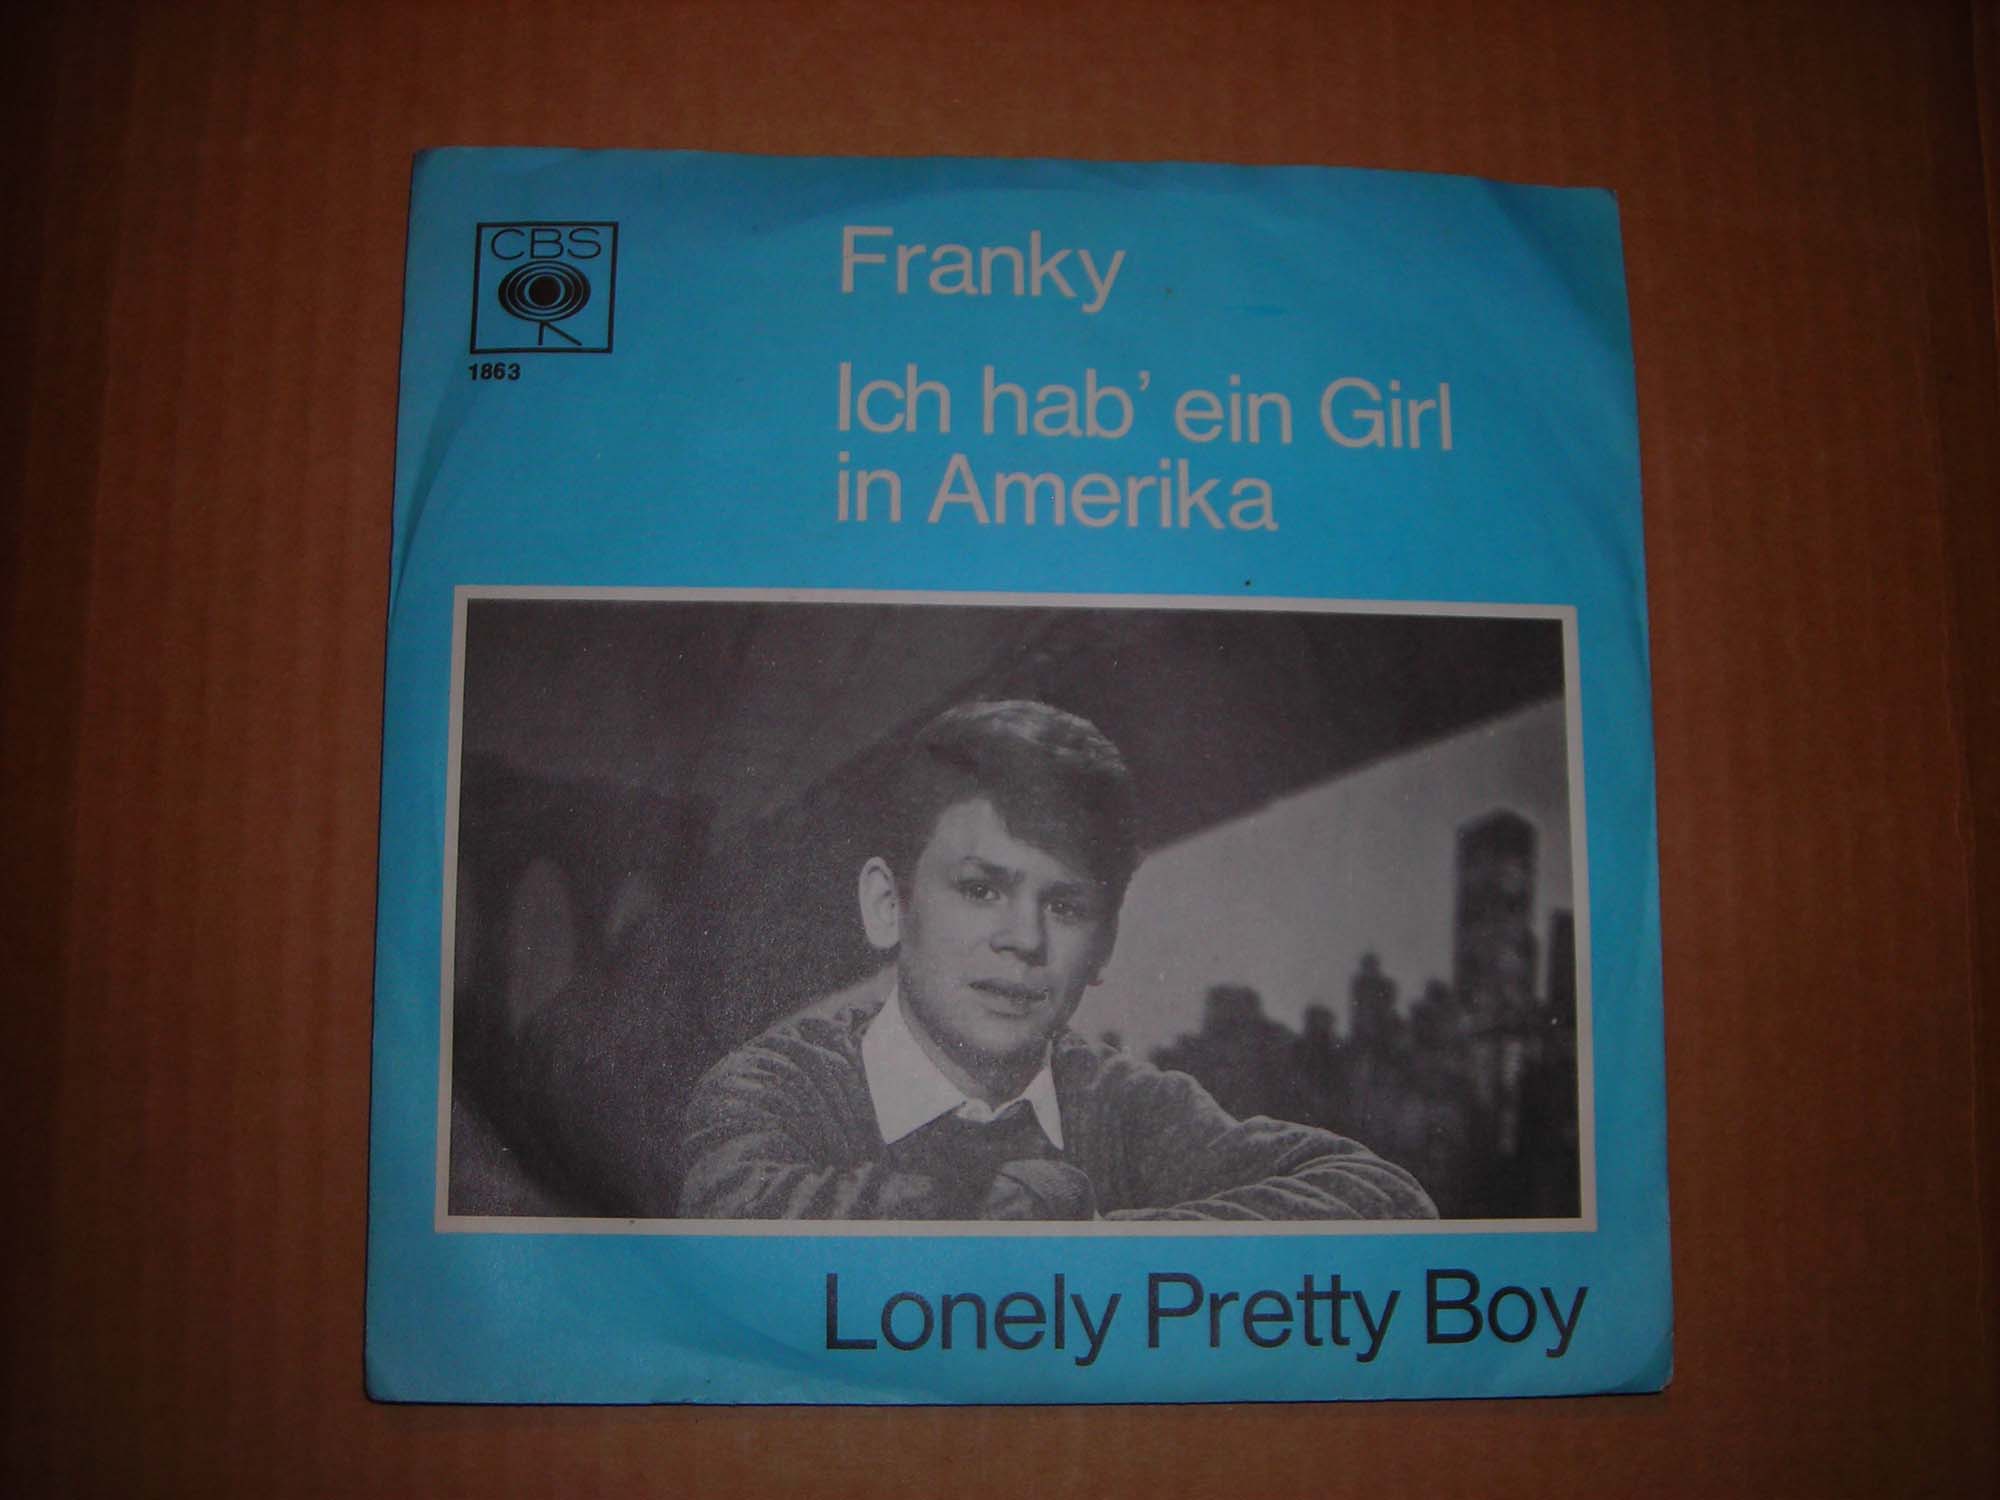 CBS
1863
Franky
Ich hab' ein Girl
in Amerika
Lonely Pretty Boy